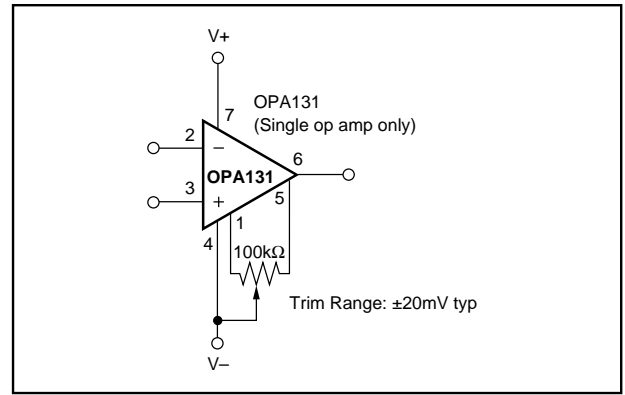 V+
7
OPA131
(Single op amp only)
2
–
6
OPA131
3
+
5
1
4
100kΩ
Trim Range: ±20mV typ
V–